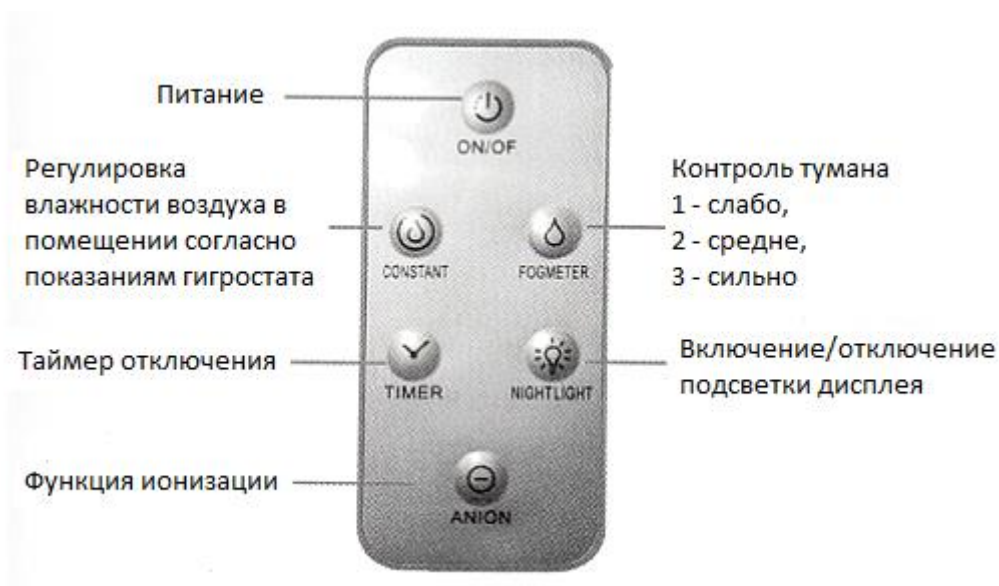 Питание
ON/OF
Регулировка
влажности воздуха в
помещении согласно
показаниям гигростата
CONSTANT
FOGMETER
Контроль тумана
1 - слабо,
2 - средне,
3 - сильно
Таймер отключения
TIMER
NIGHTLIGHT
Включение/отключение
подсветки дисплея
Функция ионизации
ANION